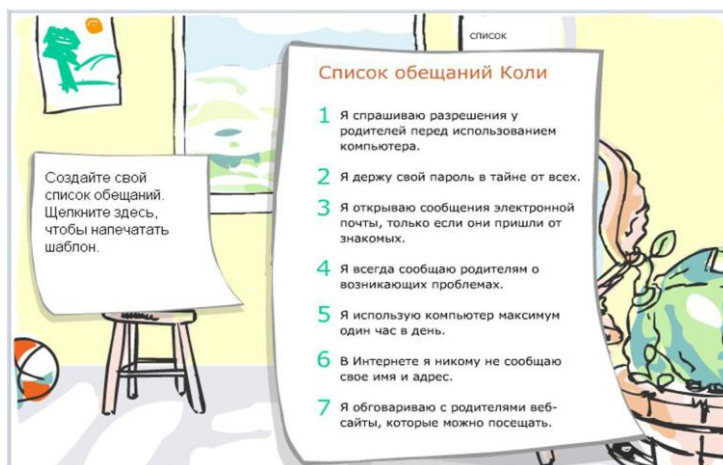 список
Список обещаний Коли
1 Я спрашиваю разрешения у
родителей перед использованием
компьютера.
2 Я держу свой пароль в тайне от всех.
3 Я открываю сообщения электронной
почты, только если они пришли от
знакомых.
4 Я всегда сообщаю родителям о
возникающих проблемах.
5 Я использую компьютер максимум
один час в день.
6 В Интернете я никому не сообщаю
свое имя и адрес.
7 Я обговариваю с родителями веб-
сайты, которые можно посещать.
Создайте свой
список обещаний.
Щелкните здесь,
чтобы напечатать
шаблон.